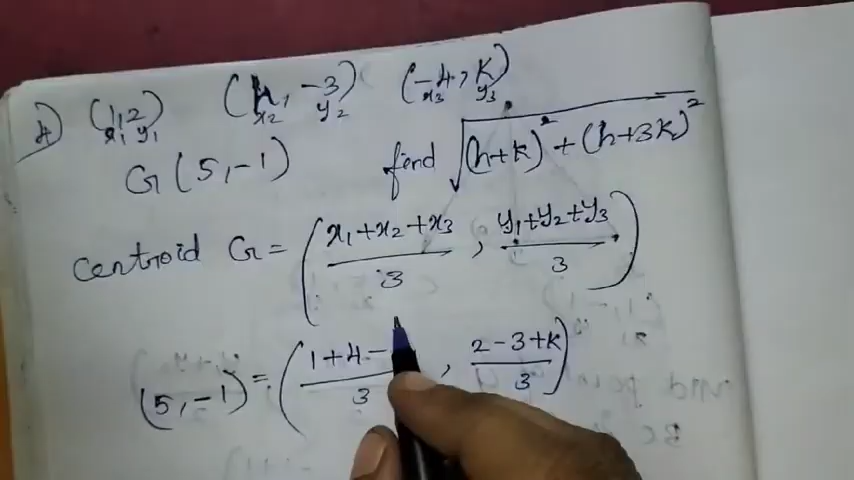 4) (1, 2) (h, -3) (-4, k)
x₁ y₁ x₂ y₂ x₃ y₃
G(5, -1) find √(h+k)² + (h+3k)²
centroid G = (x₁+x₂+x₃/3, y₁+y₂+y₃/3)
(5, -1) = (1+4-/3, 2-3+k/3)